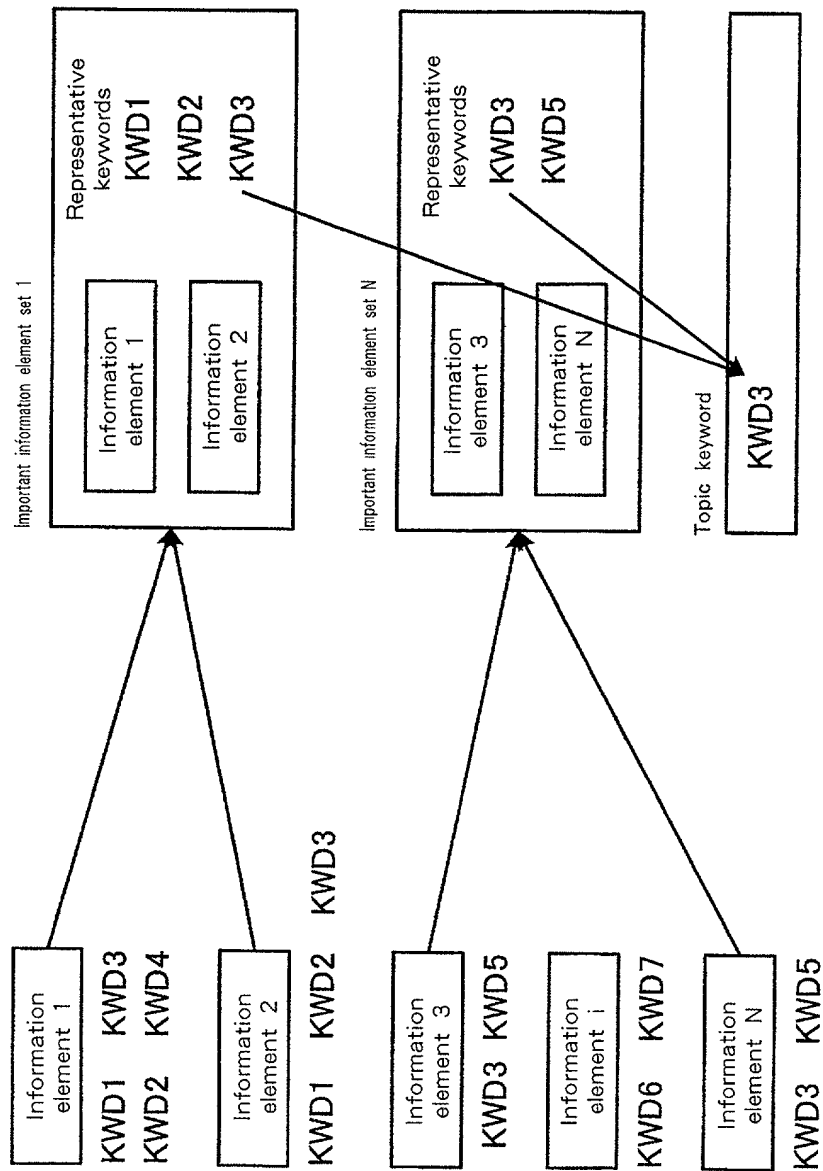 Information
element 1
KWD1 KWD3
KWD2 KWD4
Information
element 2
KWD1 KWD2 KWD3
Information
element 3
KWD3 KWD5
Information
element i
KWD6 KWD7
Information
element N
KWD3 KWD5
Important information element set 1
Information
element 1
Information
element 2
Representative
keywords
KWD1
KWD2
KWD3
Important information element set N
Information
element 3
Information
element N
Representative
keywords
KWD3
KWD5
Topic keyword
KWD3